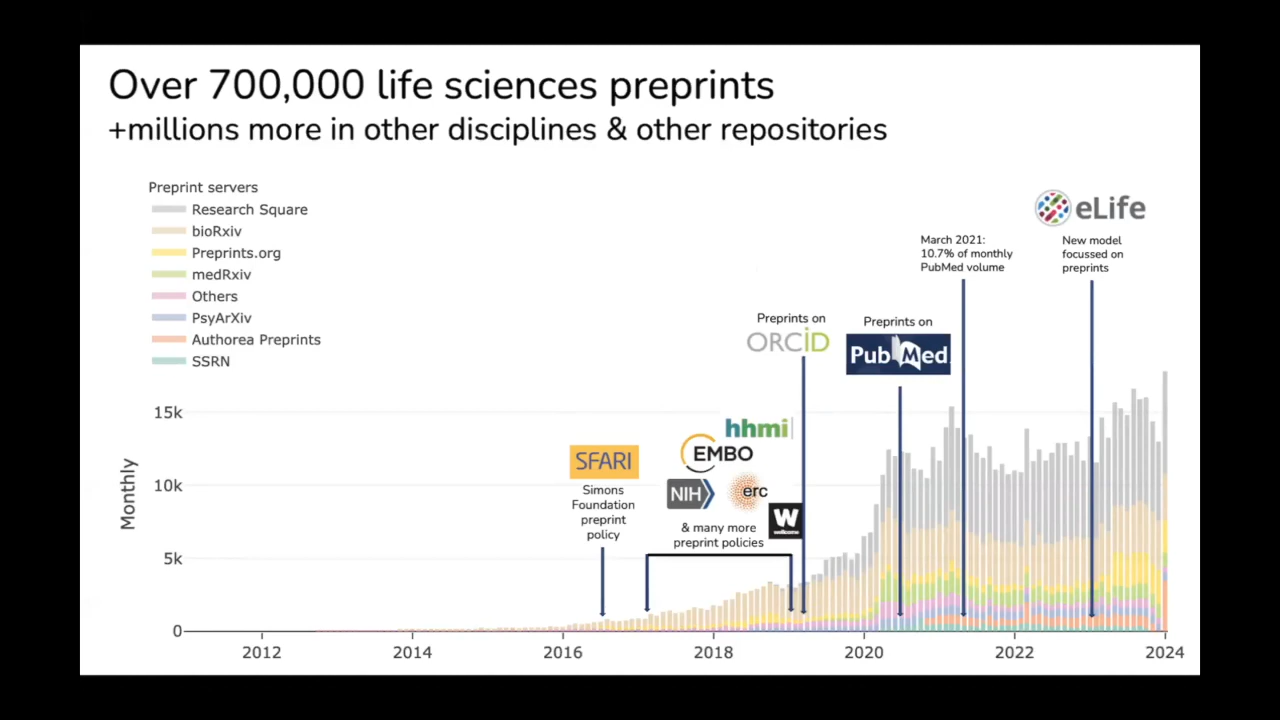 Over 700,000 life sciences preprints
+millions more in other disciplines & other repositories
Preprint servers
Research Square
bioRxiv
Preprints.org
medRxiv
Others
PsyArXiv
Authorea Preprints
SSRN
eLife
March 2021:
10.7% of monthly
PubMed volume
New model
focussed on
preprints
Preprints on
ORCID
Preprints on
PubMed
hhmi
EMBO
SFARI
NIH
erc
W
wellcome
Simons
Foundation
preprint
policy
& many more
preprint policies
Monthly
15k
10k
5k
0
2012
2014
2016
2018
2020
2022
2024